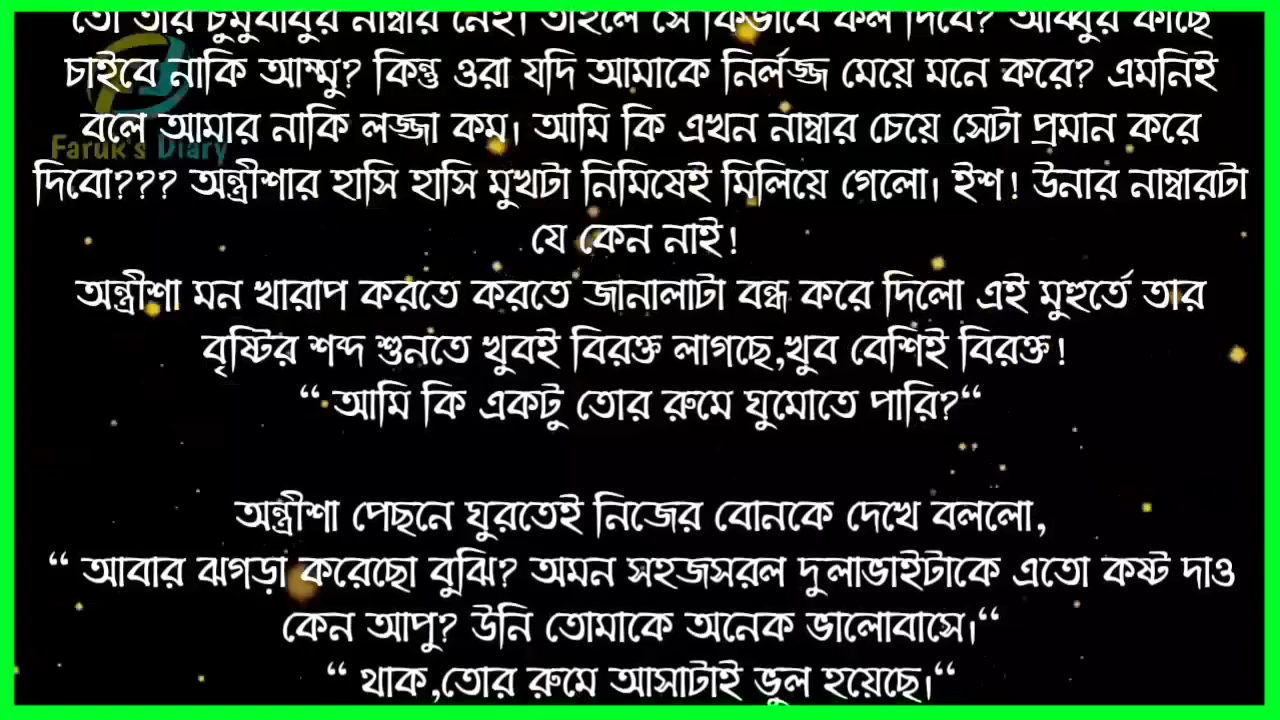 তো তার চুমুবাবুর নাম্বার নেই। তাহলে সে কিভাবে কল দিবে? আব্বুর কাছে
চাইবে নাকি আম্মু? কিন্তু ওরা যদি আমাকে নির্লজ্জ মেয়ে মনে করে? এমনিই
বলে আমার নাকি লজ্জা কম। আমি কি এখন নাম্বার চেয়ে সেটা প্রমান করে
Faruk's Diary
দিবো??? অন্ত্রীশার হাসি হাসি মুখটা নিমিষেই মিলিয়ে গেলো। ইশ! উনার নাম্বারটা
যে কেন নাই!
অন্ত্রীশা মন খারাপ করতে করতে জানালাটা বন্ধ করে দিলো এই মুহুর্তে তার
বৃষ্টির শব্দ শুনতে খুবই বিরক্ত লাগছে,খুব বেশিই বিরক্ত!
“ আমি কি একটু তোর রুমে ঘুমোতে পারি?“
অন্ত্রীশা পেছনে ঘুরতেই নিজের বোনকে দেখে বললো,
“ আবার ঝগড়া করেছো বুঝি? অমন সহজসরল দুলাভাইটাকে এতো কষ্ট দাও
কেন আপু? উনি তোমাকে অনেক ভালোবাসে।“
“ থাক,তোর রুমে আসাটাই ভুল হয়েছে।“